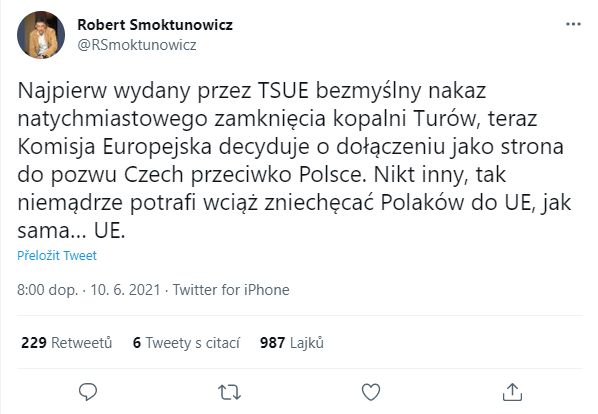 Robert Smoktunowicz
@RSmoktunowicz
Najpierw wydany przez TSUE bezmyślny nakaz
natychmiastowego zamknięcia kopalni Turów, teraz
Komisja Europejska decyduje o dołączeniu jako strona
do pozwu Czech przeciwko Polsce. Nikt inny, tak
niemądrze potrafi wciąż zniechęcać Polaków do UE, jak
sama... UE.
Přeložit Tweet
8:00 dop. · 10. 6. 2021 · Twitter for iPhone
229 Retweetů 6 Tweety s citací 987 Lajků